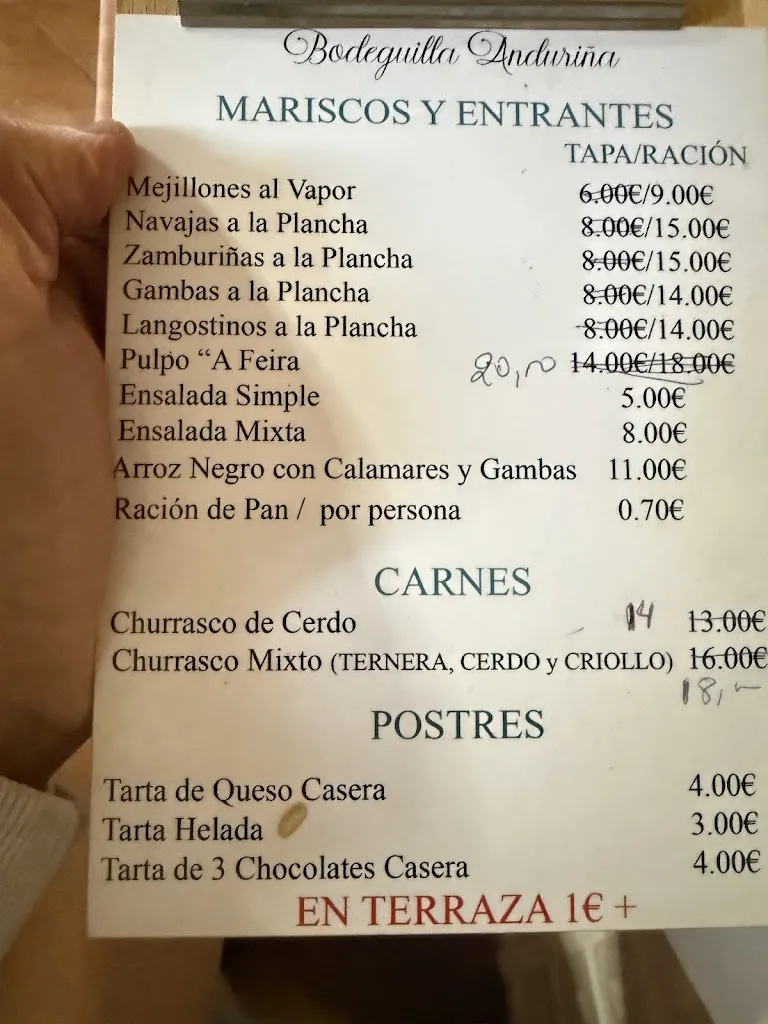 Bodeguilla Anduriña
MARISCOS Y ENTRANTES
TAPA/RACIÓN
Mejillones al Vapor 6.00€/9.00€
Navajas a la Plancha 8.00€/15.00€
Zamburiñas a la Plancha 8.00€/15.00€
Gambas a la Plancha 8.00€/14.00€
Langostinos a la Plancha 8.00€/14.00€
Pulpo “A Feira 20,00 14.00€/18.00€
Ensalada Simple 5.00€
Ensalada Mixta 8.00€
Arroz Negro con Calamares y Gambas 11.00€
Ración de Pan / por persona 0.70€
CARNES
Churrasco de Cerdo 14 13.00€
Churrasco Mixto (TERNERA, CERDO y CRIOLLO) 16.00€
18,-
POSTRES
Tarta de Queso Casera 4.00€
Tarta Helada 3.00€
Tarta de 3 Chocolates Casera 4.00€
EN TERRAZA 1€ +